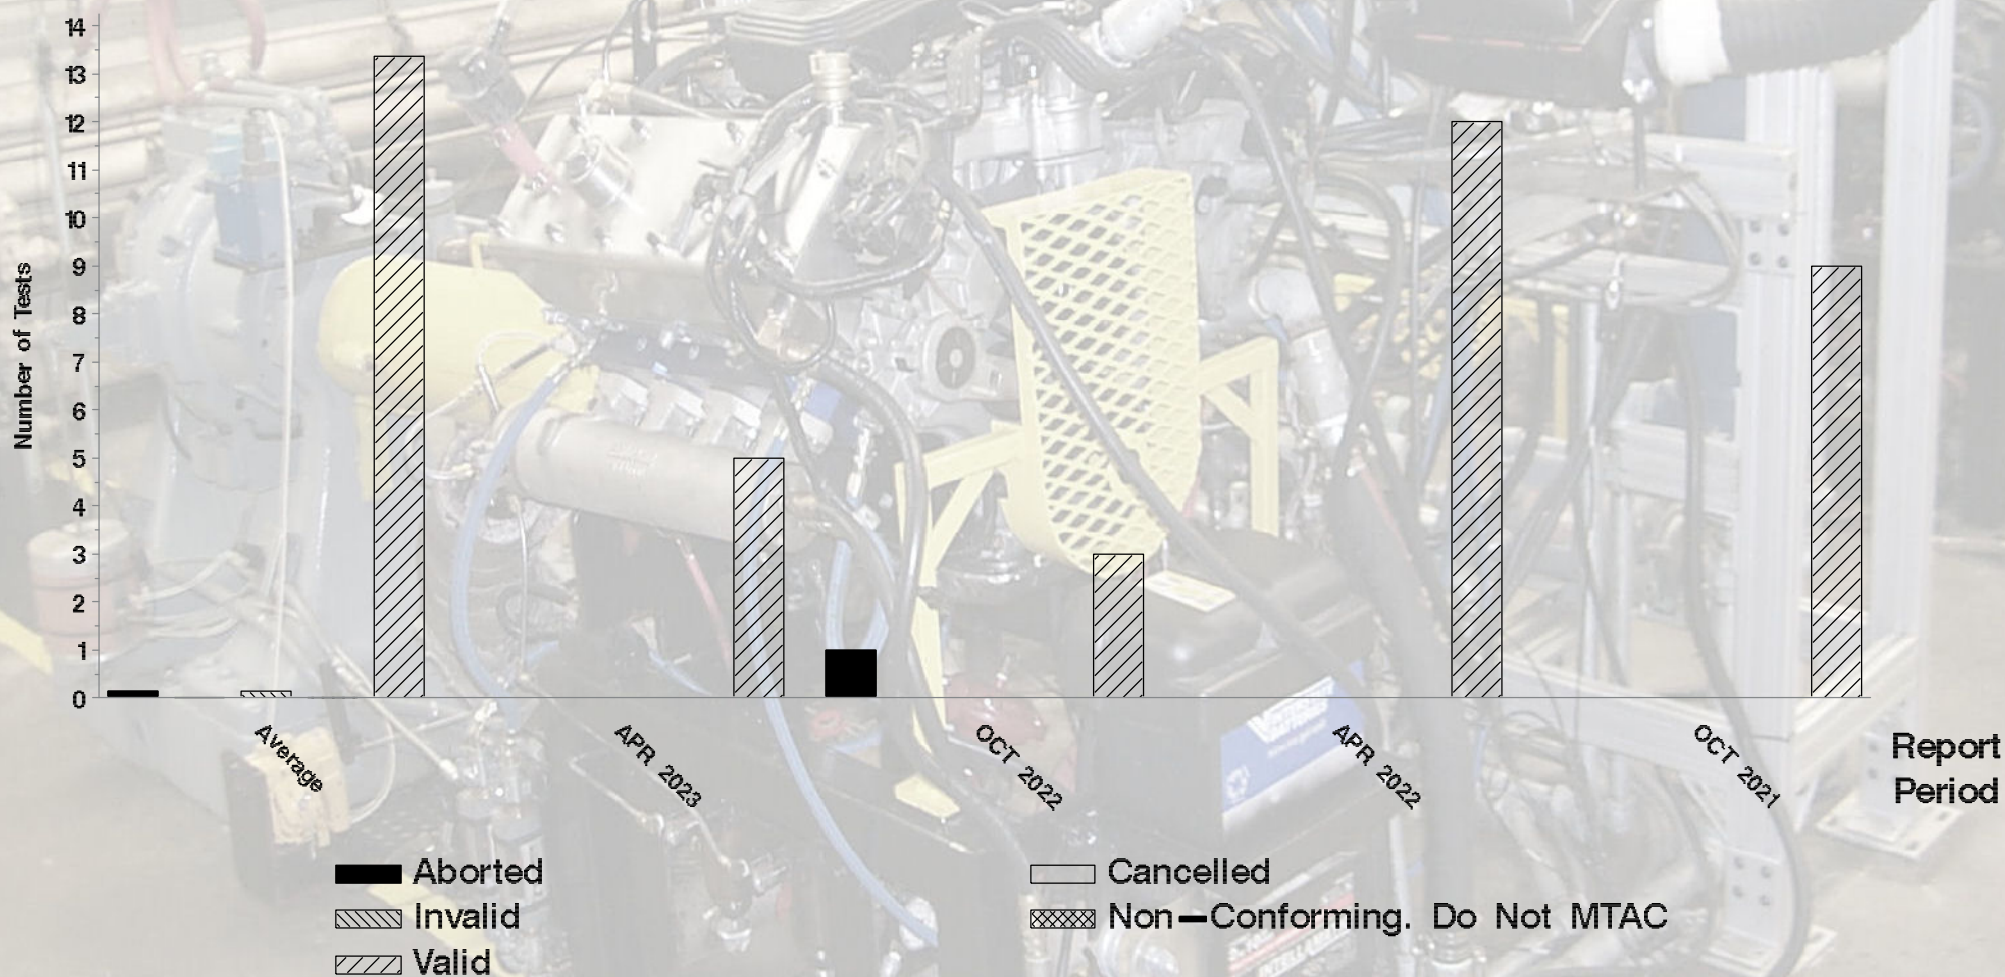 14
13
12
11
10
9
8
7
6
5
4
3
2
1
0
Number of Tests
Average
APR 2023
OCT 2022
APR 2022
OCT 2021
Report
Period
Aborted
Cancelled
Invalid
Non-Conforming. Do Not MTAC
Valid